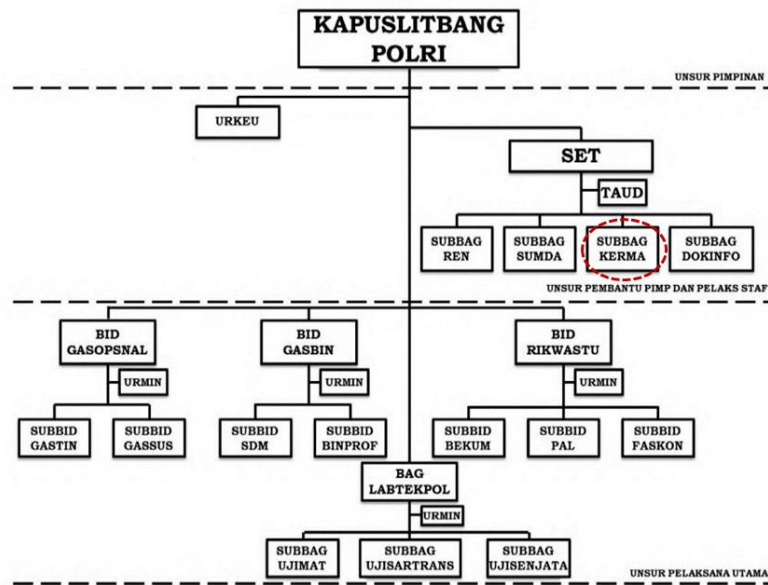 KAPUSLITBANG
POLRI
UNSUR PIMPINAN
URKEU
SET
TAUD
SUBBAG
REN
SUBBAG
SUMDA
SUBBAG
KERMA
SUBBAG
DOKINFO
UNSUR PEMBANTU PIMP DAN PELAKS STAF
BID
GASOPSNAL
BID
GASBIN
BID
RIKWASTU
URMIN
URMIN
URMIN
SUBBID
GASTIN
SUBBID
GASSUS
SUBBID
SDM
SUBBID
BINPROF
SUBBID
BEKUM
SUBBID
PAL
SUBBID
FASKON
BAG
LABTEKPOL
URMIN
SUBBAG
UJIMAT
SUBBAG
UJISARTRANS
SUBBAG
UJISENJATA
UNSUR PELAKSANA UTAMA